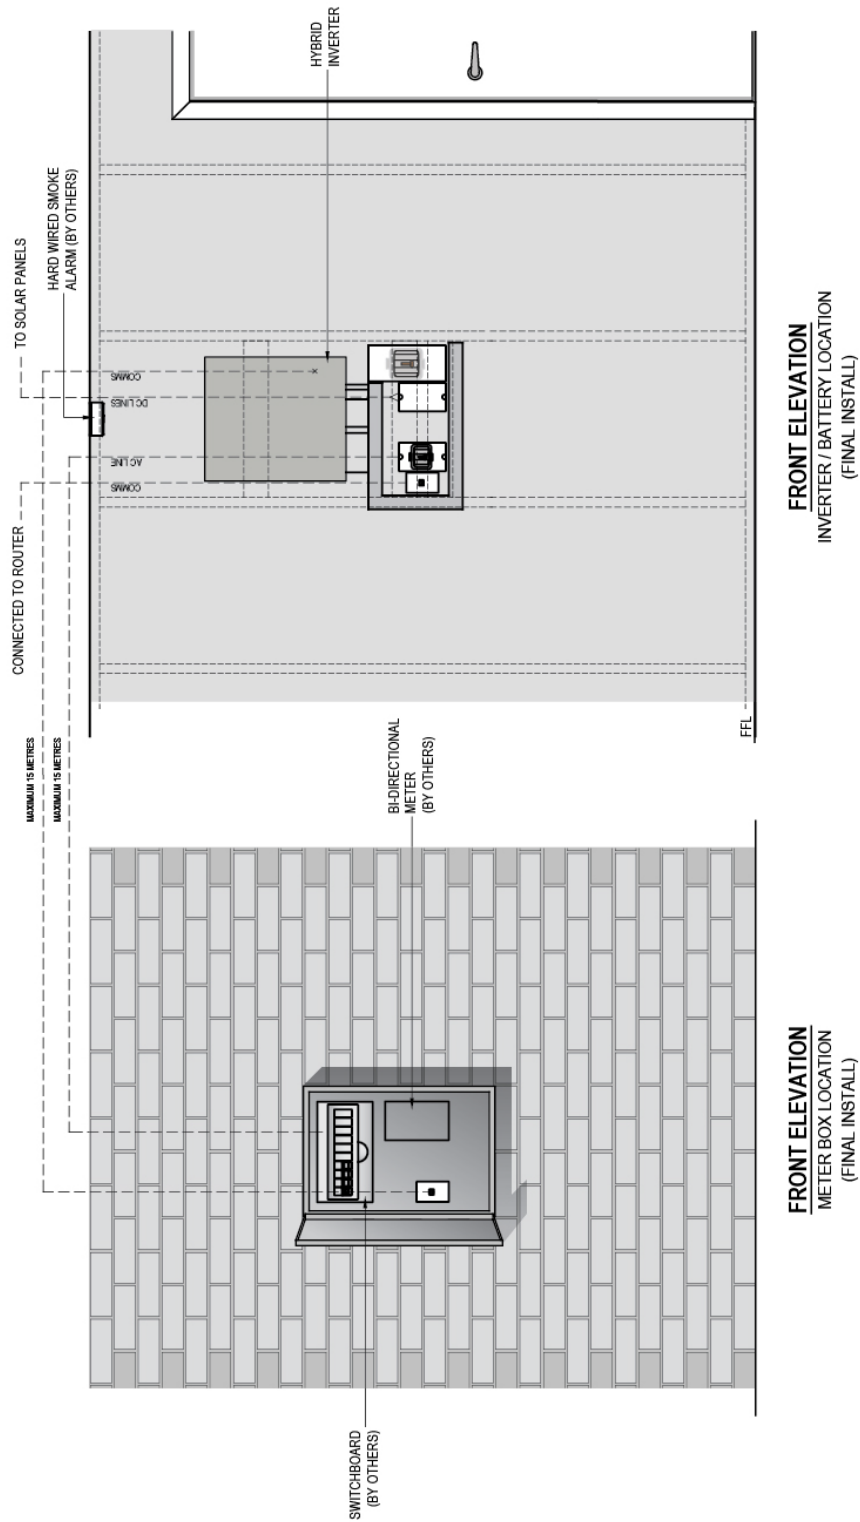 MAXIMUM 15 METRES
MAXIMUM 15 METRES
CONNECTED TO ROUTER
TO SOLAR PANELS
HARD WIRED SMOKE
ALARM (BY OTHERS)
COMMS
AC LINE
DC LINES
COMMS
HYBRID
INVERTER
SWITCHBOARD
(BY OTHERS)
BI-DIRECTIONAL
METER
(BY OTHERS)
FFL
FRONT ELEVATION
METER BOX LOCATION
(FINAL INSTALL)
FRONT ELEVATION
INVERTER / BATTERY LOCATION
(FINAL INSTALL)